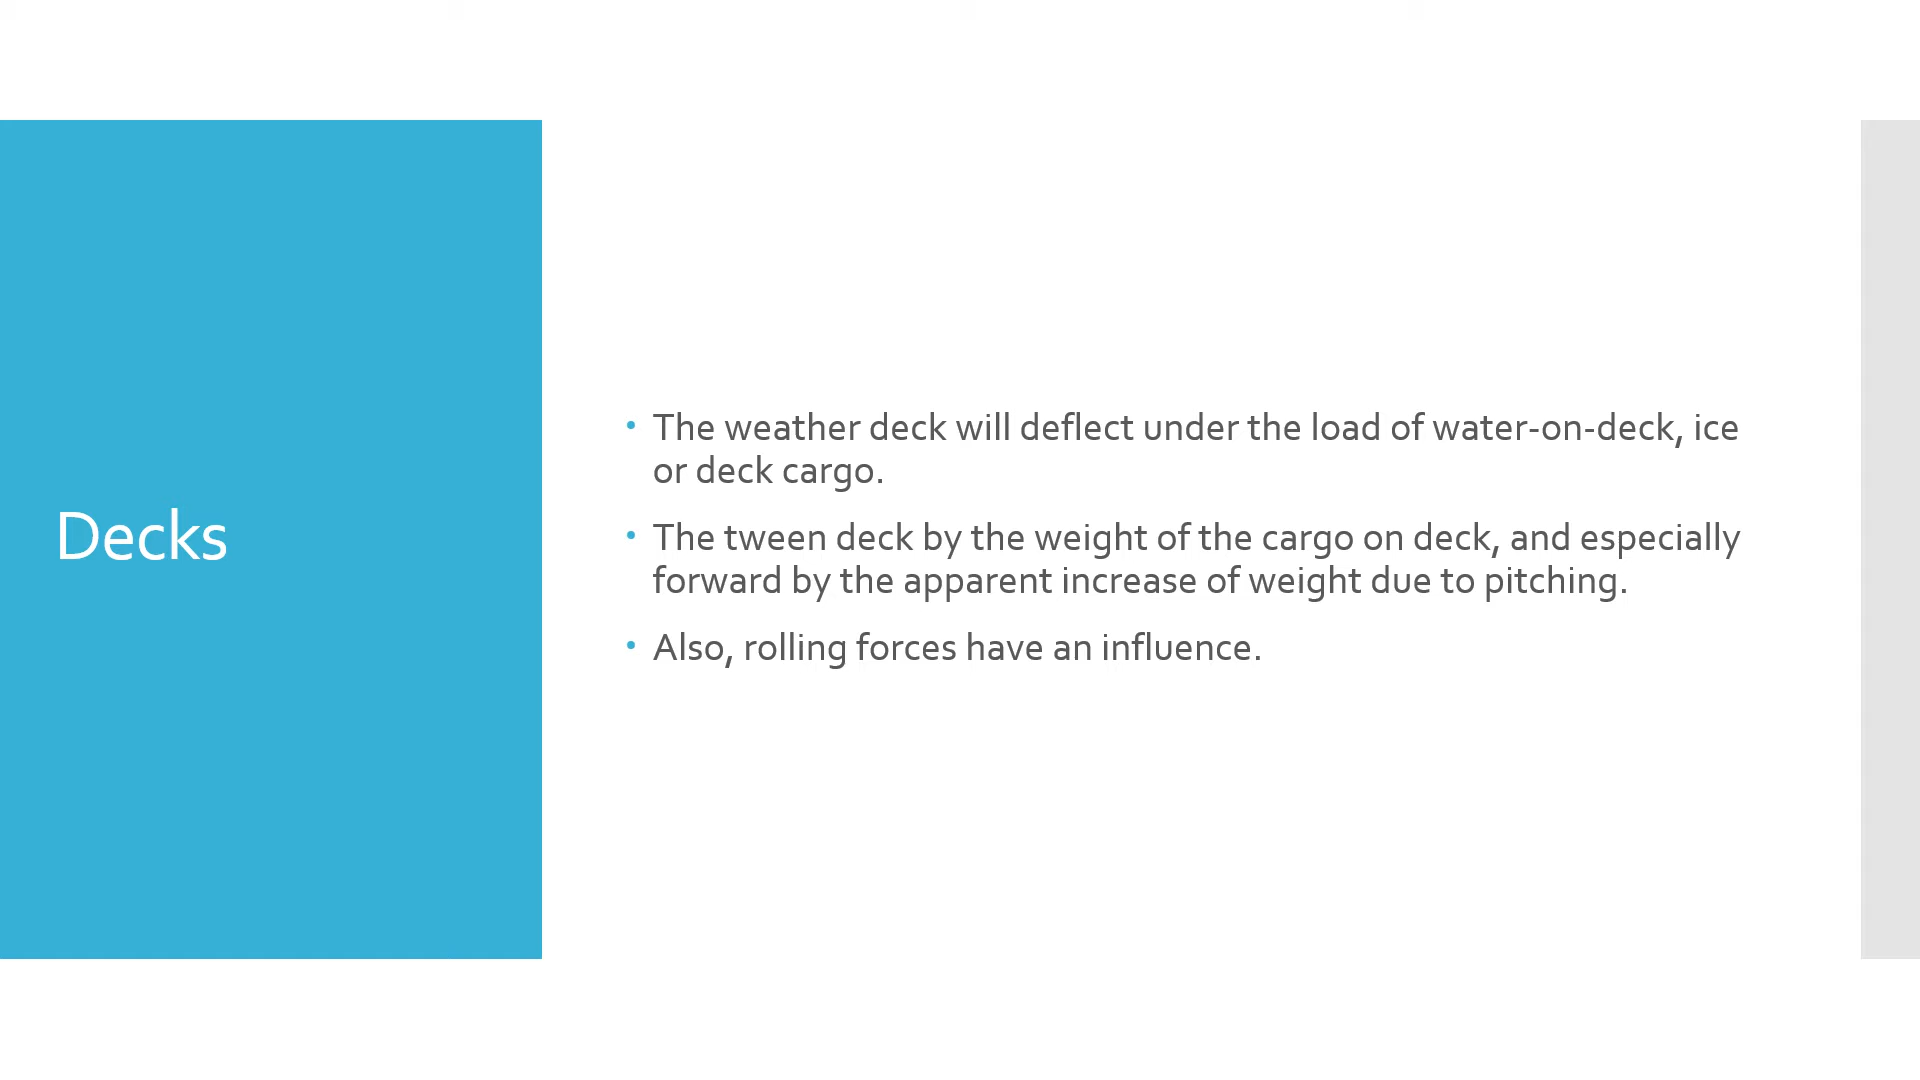 Decks
• The weather deck will deflect under the load of water-on-deck, ice
or deck cargo.
• The tween deck by the weight of the cargo on deck, and especially
forward by the apparent increase of weight due to pitching.
• Also, rolling forces have an influence.